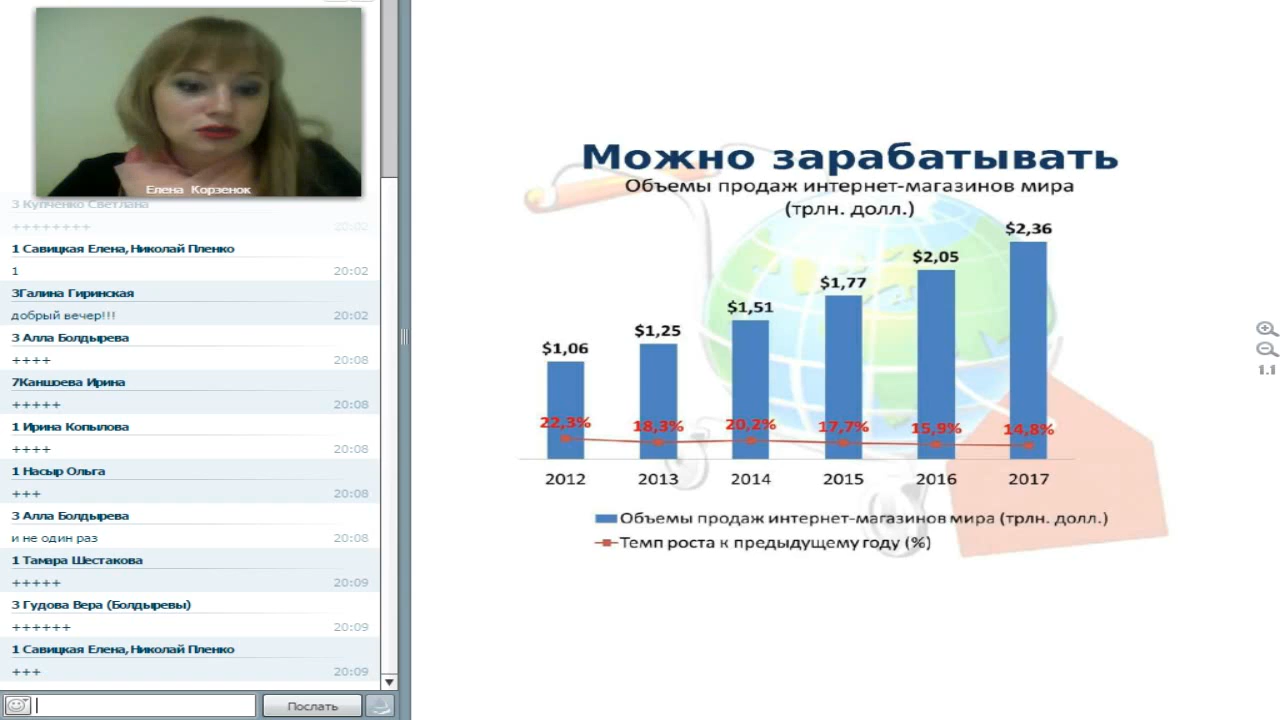 Елена Корзенок
3 Купченко Светлана
++++++++ 20:02
1 Савицкая Елена,Николай Пленко
1 20:02
3Галина Гиринская
добрый вечер!!! 20:02
3 Алла Болдырева
++++ 20:08
7Каншоева Ирина
+++++ 20:08
1 Ирина Копылова
++++ 20:08
1 Насыр Ольга
+++ 20:08
3 Алла Болдырева
и не один раз 20:08
1 Тамара Шестакова
+++++ 20:09
3 Гудова Вера (Болдыревы)
++++++ 20:09
1 Савицкая Елена,Николай Пленко
+++ 20:09
Послать
Можно зарабатывать
Объемы продаж интернет-магазинов мира
(трлн. долл.)
$1,06 $1,25 $1,51 $1,77 $2,05 $2,36
22,3% 18,3% 20,2% 17,7% 15,9% 14,8%
2012 2013 2014 2015 2016 2017
Объемы продаж интернет-магазинов мира (трлн. долл.)
Темп роста к предыдущему году (%)
1.1